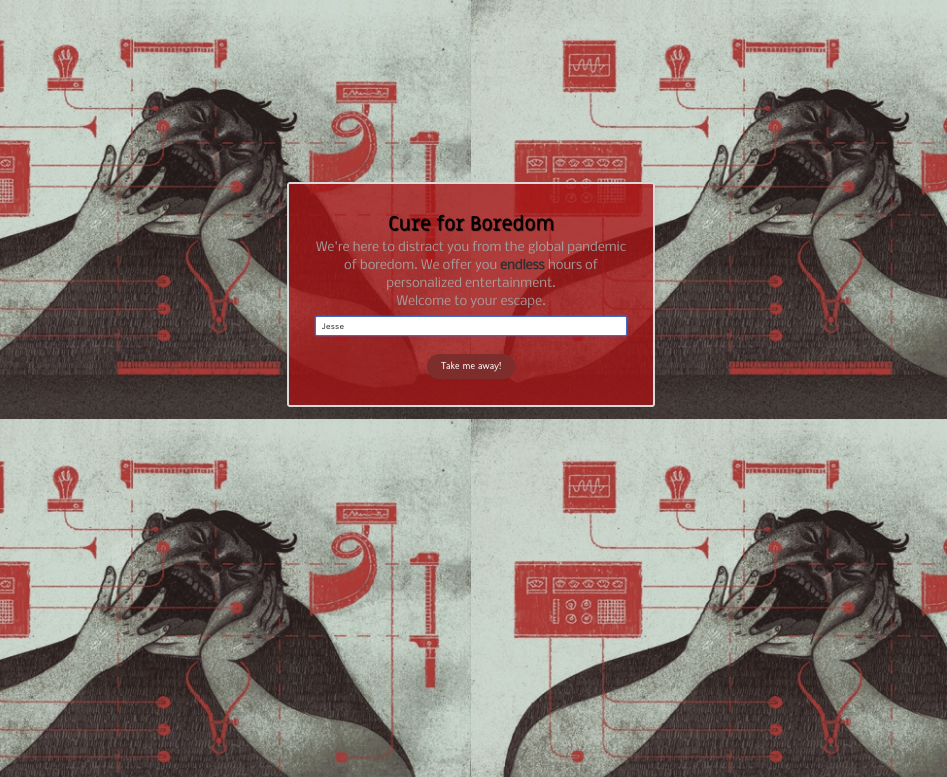 Cure for Boredom
We're here to distract you from the global pandemic
of boredom. We offer you endless hours of
personalized entertainment.
Welcome to your escape.
Jesse
Take me away!